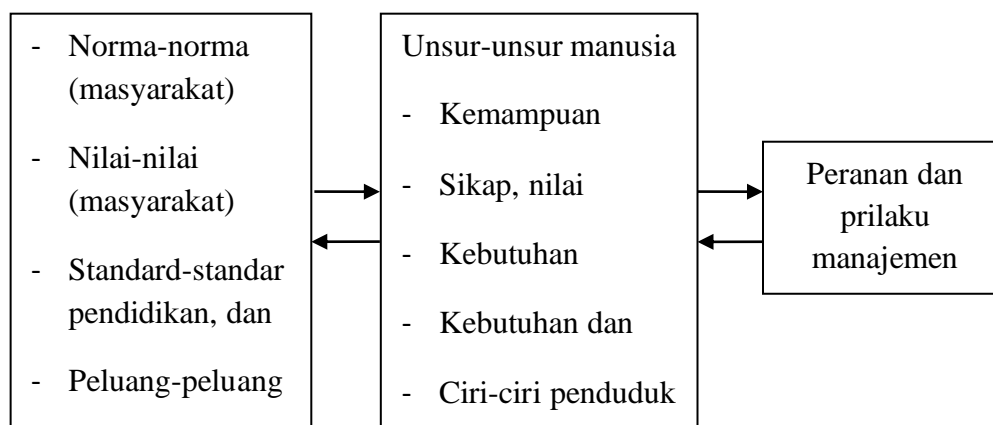 - Norma-norma
(masyarakat)
- Nilai-nilai
(masyarakat)
- Standard-standar
pendidikan, dan
- Peluang-peluang
Unsur-unsur manusia
- Kemampuan
- Sikap, nilai
- Kebutuhan
- Kebutuhan dan
- Ciri-ciri penduduk
Peranan dan
prilaku
manajemen